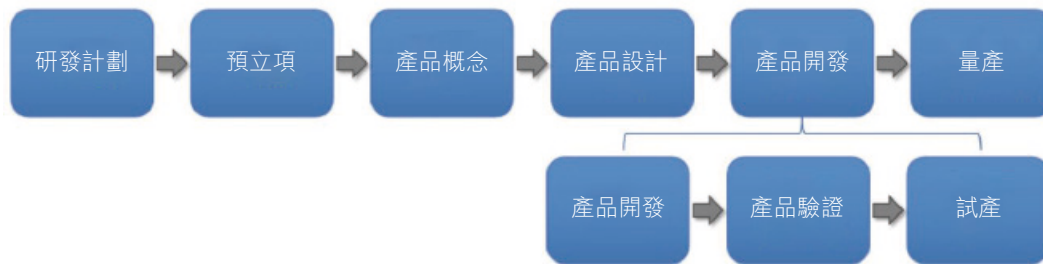 研發計劃
預立項
產品概念
產品設計
產品開發
量產
產品開發
產品驗證
試產